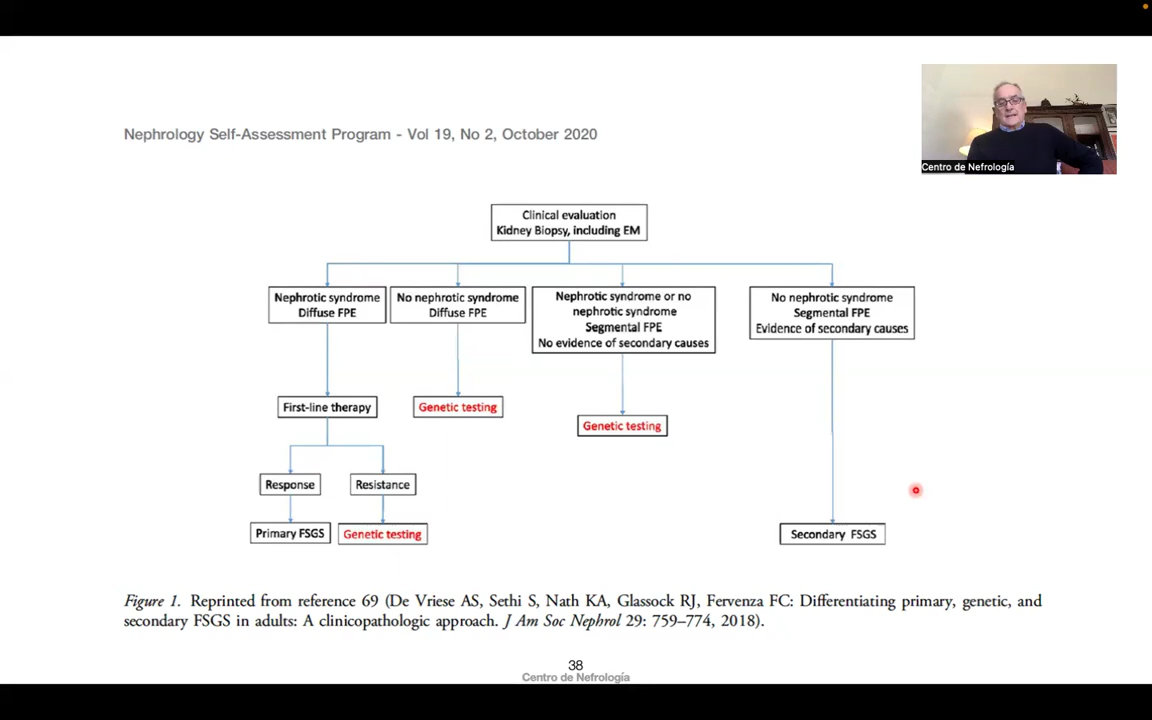 Nephrology Self-Assessment Program - Vol 19, No 2, October 2020
Centro de Nefrología
Clinical evaluation
Kidney Biopsy, including EM
Nephrotic syndrome
Diffuse FPE
No nephrotic syndrome
Diffuse FPE
Nephrotic syndrome or no
nephrotic syndrome
Segmental FPE
No evidence of secondary causes
No nephrotic syndrome
Segmental FPE
Evidence of secondary causes
First-line therapy
Genetic testing
Genetic testing
Response
Resistance
Primary FSGS
Genetic testing
Secondary FSGS
Figure 1. Reprinted from reference 69 (De Vriese AS, Sethi S, Nath KA, Glassock RJ, Fervenza FC: Differentiating primary, genetic, and
secondary FSGS in adults: A clinicopathologic approach. J Am Soc Nephrol 29: 759–774, 2018).
38
Centro de Nefrología